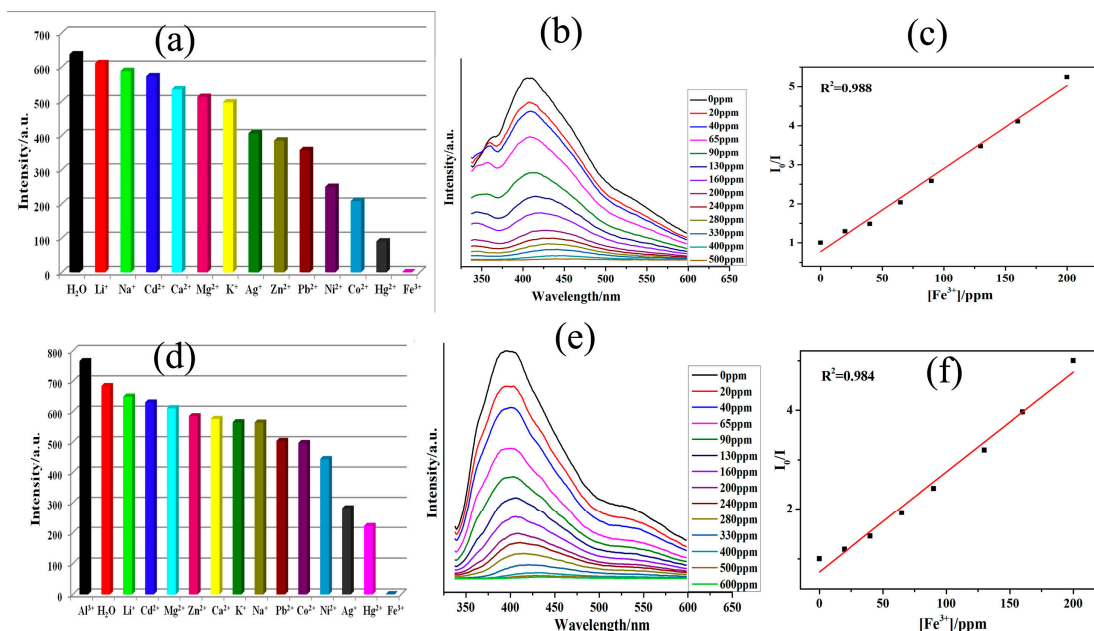 (a)
Intensity/a.u.
700
600
500
400
300
200
100
0
H₂O Li⁺ Na⁺ Cd²⁺ Ca²⁺ Mg²⁺ K⁺ Ag⁺ Zn²⁺ Pb²⁺ Ni²⁺ Co²⁺ Hg²⁺ Fe³⁺
(b)
Intensity/a.u.
0ppm
20ppm
40ppm
65ppm
90ppm
130ppm
160ppm
200ppm
240ppm
280ppm
330ppm
400ppm
500ppm
350 400 450 500 550 600 650
Wavelength/nm
(c)
R²=0.988
I₀/I
5
4
3
2
1
0 50 100 150 200
[Fe³⁺]/ppm
(d)
Intensity/a.u.
800
700
600
500
400
300
200
100
0
Al³⁺ H₂O Li⁺ Cd²⁺ Mg²⁺ Zn²⁺ Ca²⁺ K⁺ Na⁺ Pb²⁺ Co²⁺ Ni²⁺ Ag⁺ Hg²⁺ Fe³⁺
(e)
Intensity/a.u.
0ppm
20ppm
40ppm
65ppm
90ppm
130ppm
160ppm
200ppm
240ppm
280ppm
330ppm
400ppm
500ppm
600ppm
350 400 450 500 550 600 650
Wavelength/nm
(f)
R²=0.984
I₀/I
4
2
0 50 100 150 200
[Fe³⁺]/ppm